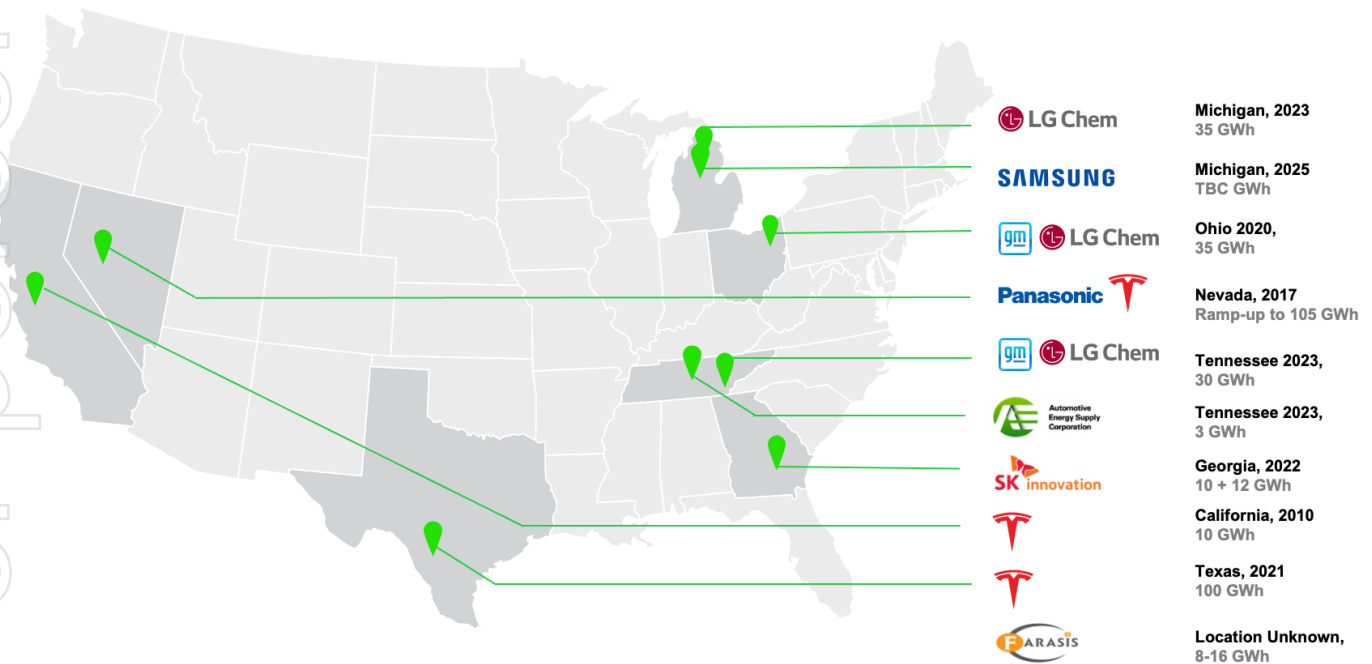 LG Chem
Michigan, 2023
35 GWh
SAMSUNG
Michigan, 2025
TBC GWh
gm LG Chem
Ohio 2020,
35 GWh
Panasonic
Nevada, 2017
Ramp-up to 105 GWh
gm LG Chem
Tennessee 2023,
30 GWh
AE Automotive
Energy Supply
Corporation
Tennessee 2023,
3 GWh
SK innovation
Georgia, 2022
10 + 12 GWh
California, 2010
10 GWh
Texas, 2021
100 GWh
FARASIS
Location Unknown,
8-16 GWh